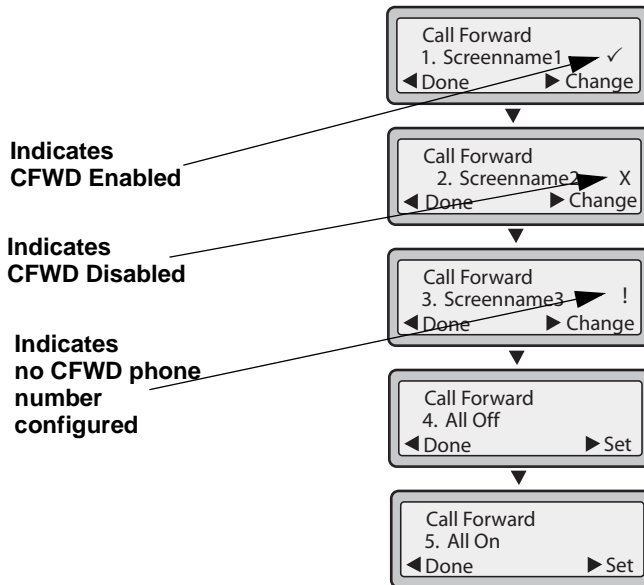 Call Forward
1. Screenname1 ✓
◀Done ▶Change
▼
Indicates
CFWD Enabled
Call Forward
2. Screenname2 X
◀Done ▶Change
▼
Indicates
CFWD Disabled
Call Forward
3. Screenname3 !
◀Done ▶Change
▼
Indicates
no CFWD phone
number
configured
Call Forward
4. All Off
◀Done ▶Set
▼
Call Forward
5. All On
◀Done ▶Set